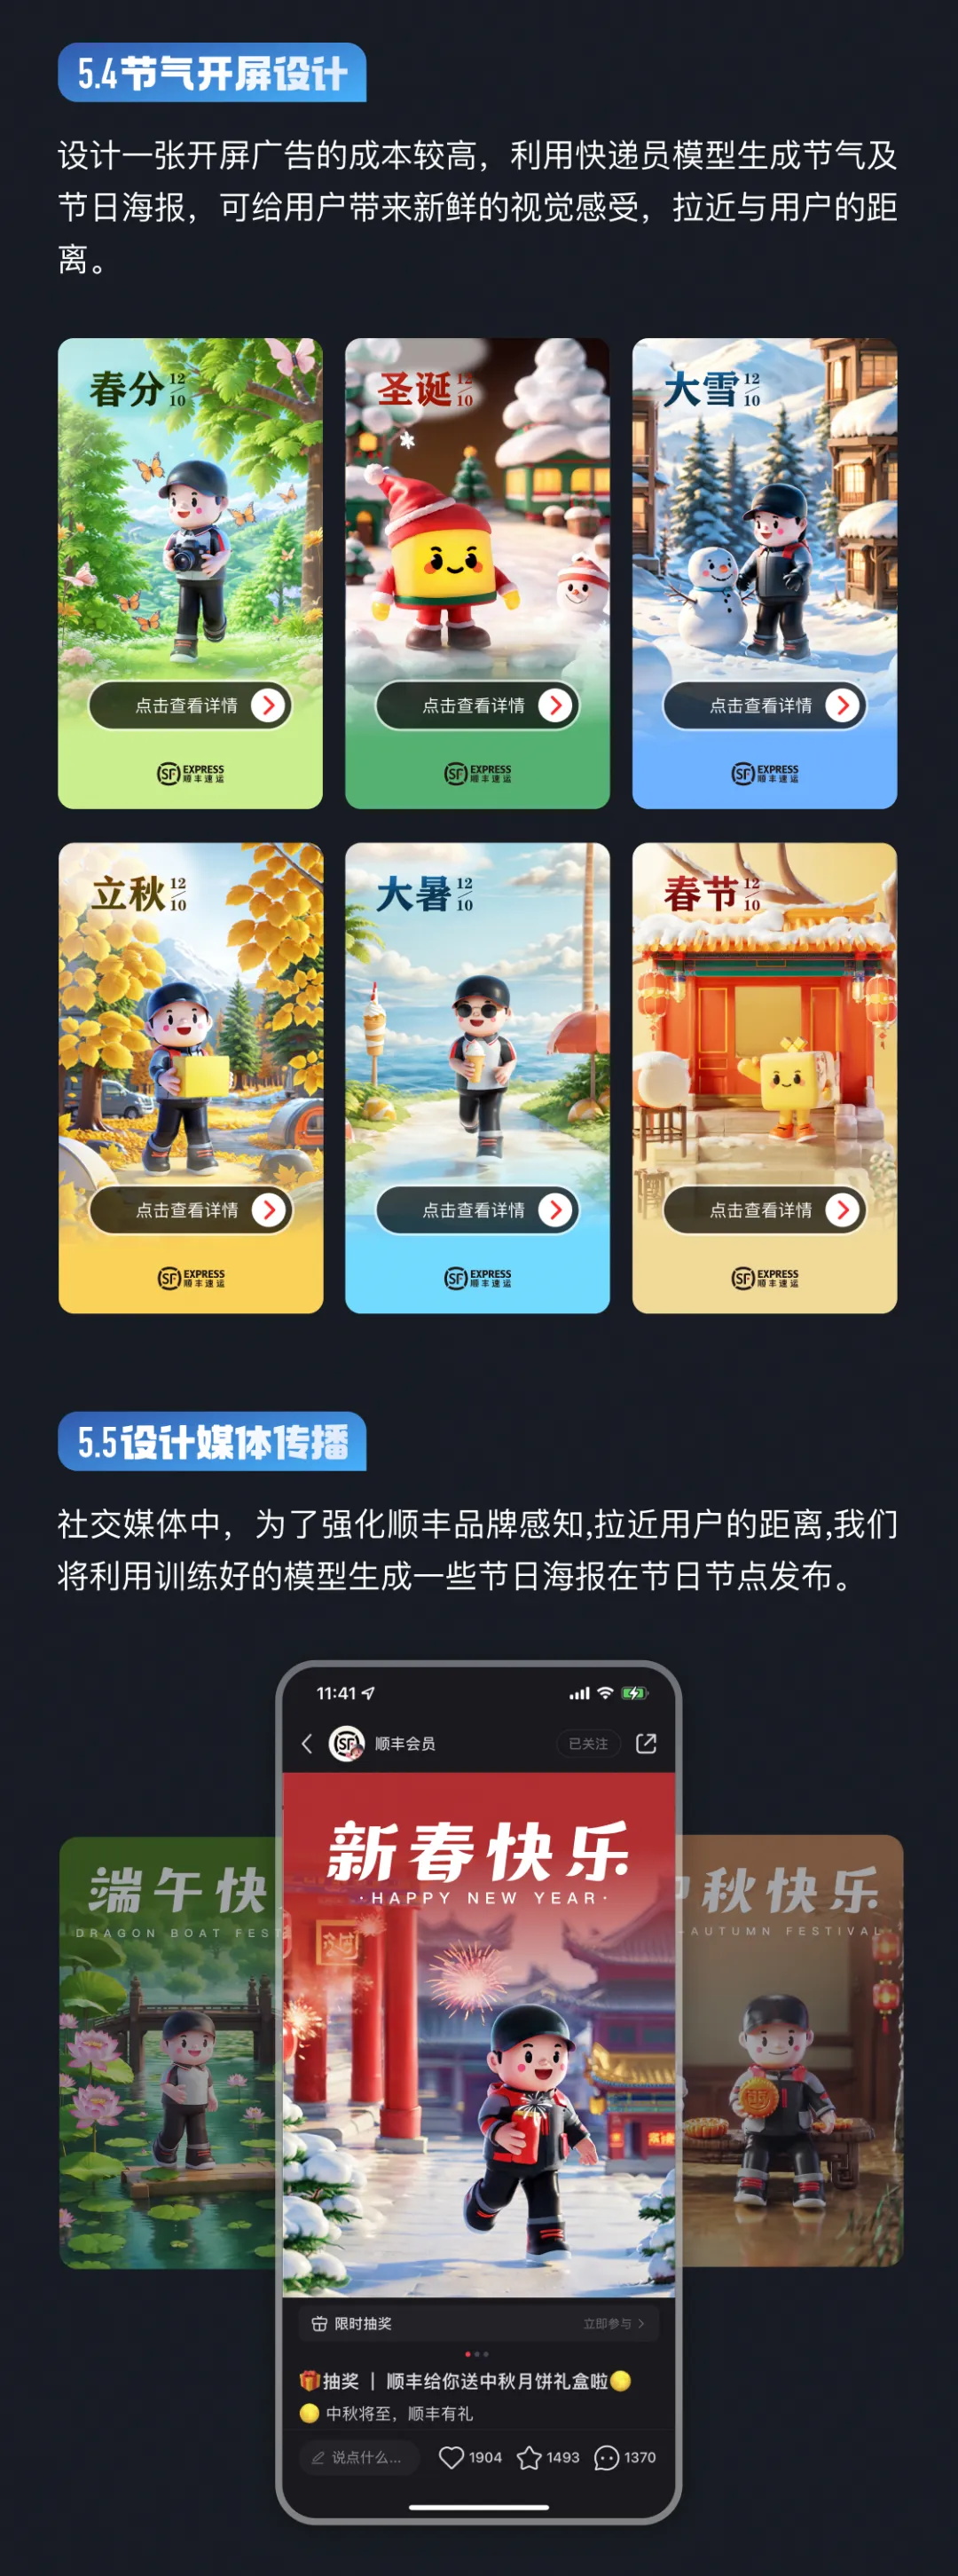 5.4节气开屏设计
设计一张开屏广告的成本较高，利用快递员模型生成节气及
节日海报，可给用户带来新鲜的视觉感受，拉近与用户的距
离。
春分 12/10
圣诞 12/10
大雪 12/10
点击查看详情
点击查看详情
点击查看详情
SF EXPRESS
顺丰速运
SF EXPRESS
顺丰速运
SF EXPRESS
顺丰速运
立秋 12/10
大暑 12/10
春节 12/10
点击查看详情
点击查看详情
点击查看详情
SF EXPRESS
顺丰速运
SF EXPRESS
顺丰速运
SF EXPRESS
顺丰速运
5.5设计媒体传播
社交媒体中，为了强化顺丰品牌感知,拉近用户的距离,我们
将利用训练好的模型生成一些节日海报在节日节点发布。
11:41
SF
顺丰会员
已关注
新春快乐
·HAPPY NEW YEAR·
端午快
DRAGON BOAT FEST
秋快乐
-AUTUMN FESTIVAL
限时抽奖
立即参与
抽奖 | 顺丰给你送中秋月饼礼盒啦
中秋将至，顺丰有礼
说点什么...
1904
1493
1370